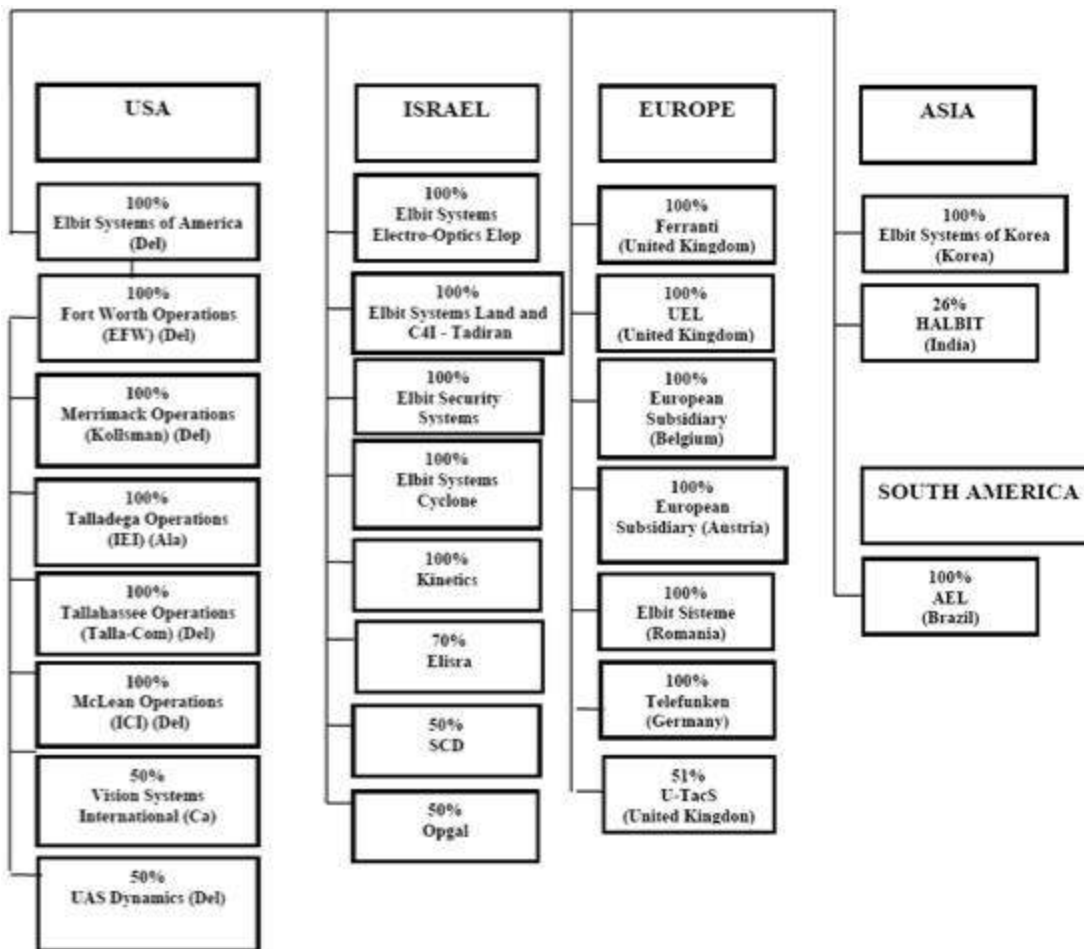 USA
100%
Elbit Systems of America
(Del)
100%
Fort Worth Operations
(EFW) (Del)
100%
Merrimack Operations
(Kollsman) (Del)
100%
Talladega Operations
(IEI) (Ala)
100%
Tallahassee Operations
(Talla-Com) (Del)
100%
McLean Operations
(ICI) (Del)
50%
Vision Systems
International (Ca)
50%
UAS Dynamics (Del)
ISRAEL
100%
Elbit Systems
Electro-Optics Elop
100%
Elbit Systems Land and
C4I - Tadiran
100%
Elbit Security
Systems
100%
Elbit Systems
Cyclone
100%
Kinetics
70%
Elisra
50%
SCD
50%
Opgal
EUROPE
100%
Ferranti
(United Kingdom)
100%
UEL
(United Kingdom)
100%
European
Subsidiary
(Belgium)
100%
European
Subsidiary (Austria)
100%
Elbit Sisteme
(Romania)
100%
Telefunken
(Germany)
51%
U-TacS
(United Kingdon)
ASIA
100%
Elbit Systems of Korea
(Korea)
26%
HALBIT
(India)
SOUTH AMERICA
100%
AEL
(Brazil)